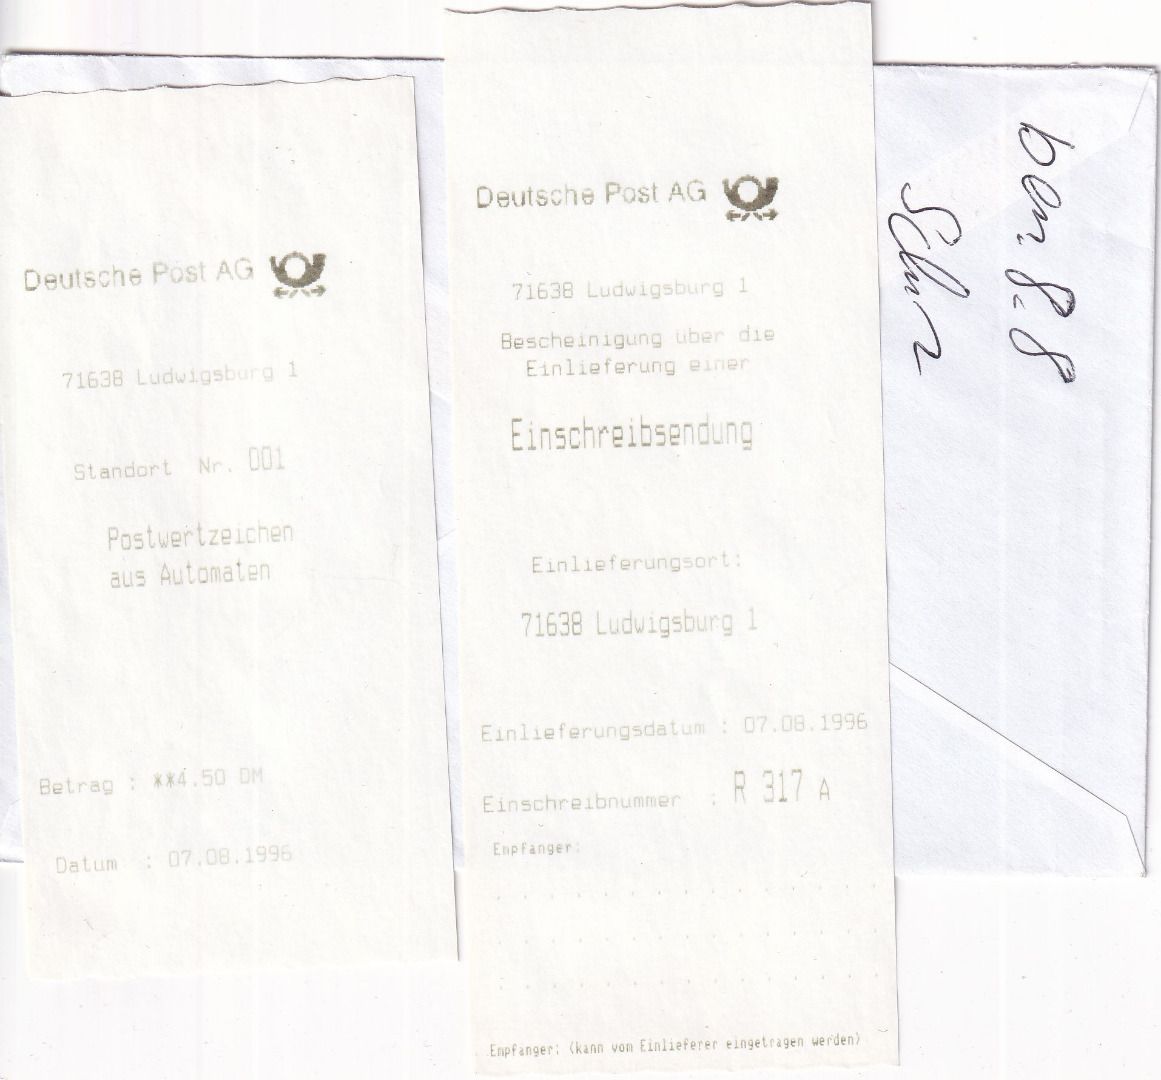 Deutsche Post AG
71638 Ludwigsburg 1
Standort Nr. 001
Postwertzeichen
aus Automaten
Betrag : **4.50 DM
Datum : 07.08.1996
Deutsche Post AG
71638 Ludwigsburg 1
Bescheinigung über die
Einlieferung einer
Einschreibsendung
Einlieferungsort:
71638 Ludwigsburg 1
Einlieferungsdatum : 07.08.1996
Einschreibnummer : R 317 A
Empfänger:
Empfänger: (kann vom Einlieferer eingetragen werden)
8.8